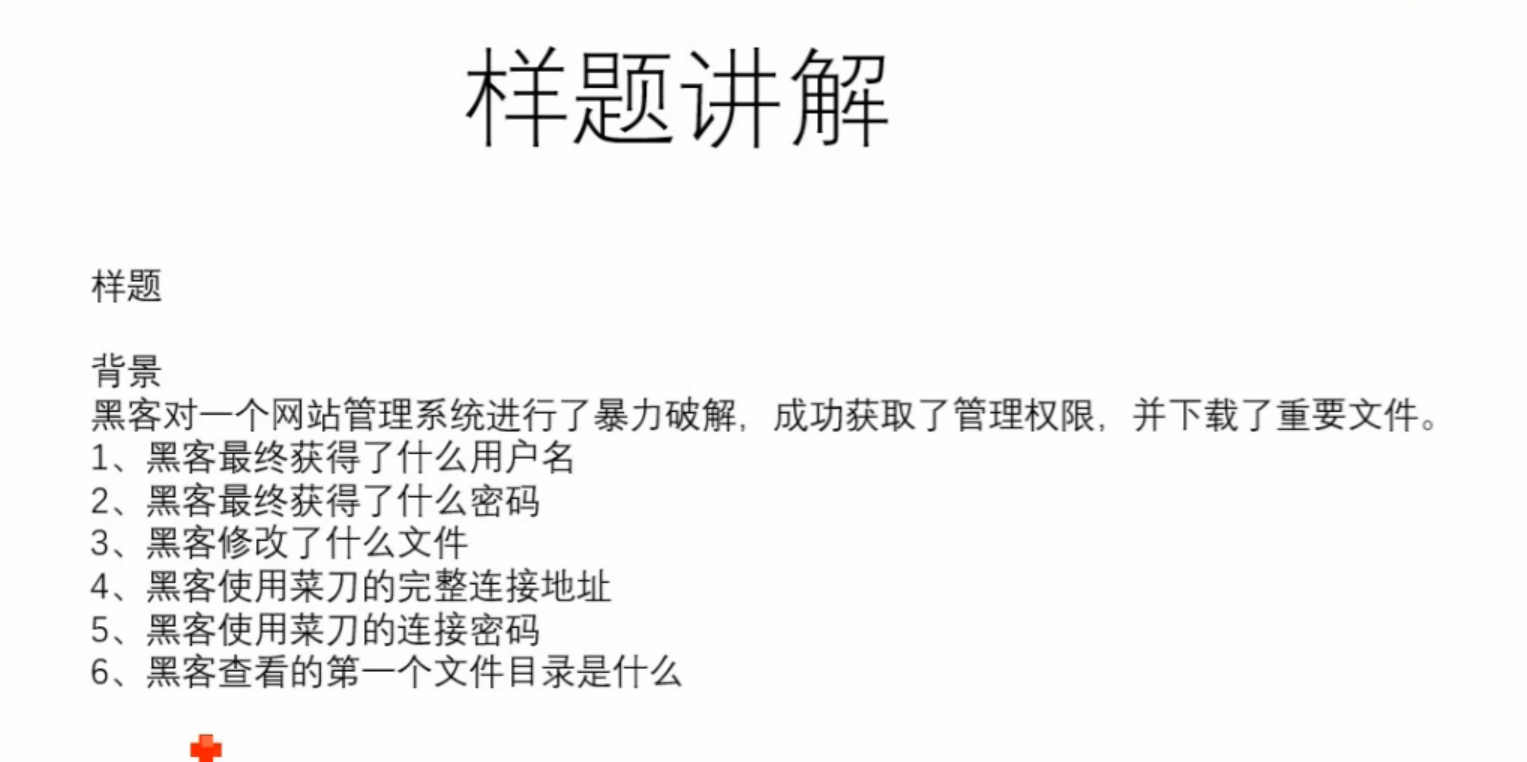 样题讲解
样题
背景
黑客对一个网站管理系统进行了暴力破解，成功获取了管理权限，并下载了重要文件。
1、黑客最终获得了什么用户名
2、黑客最终获得了什么密码
3、黑客修改了什么文件
4、黑客使用菜刀的完整连接地址
5、黑客使用菜刀的连接密码
6、黑客查看的第一个文件目录是什么